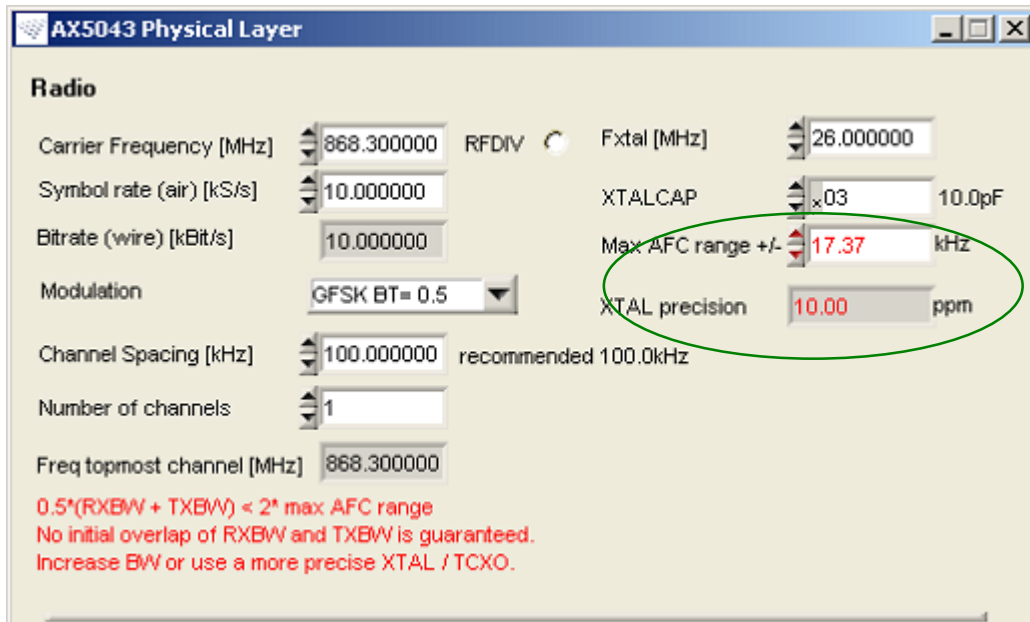 AX5043 Physical Layer
Radio
Carrier Frequency [MHz] 868.300000 RFDIV Fxtal [MHz] 26.000000
Symbol rate (air) [kS/s] 10.000000 XTALCAP x03 10.0pF
Bitrate (wire) [kBit/s] 10.000000 Max AFC range +/- 17.37 kHz
Modulation GFSK BT= 0.5 XTAL precision 10.00 ppm
Channel Spacing [kHz] 100.000000 recommended 100.0kHz
Number of channels 1
Freq topmost channel [MHz] 868.300000
0.5*(RXBW + TXBW) < 2* max AFC range
No initial overlap of RXBW and TXBW is guaranteed.
Increase BW or use a more precise XTAL / TCXO.